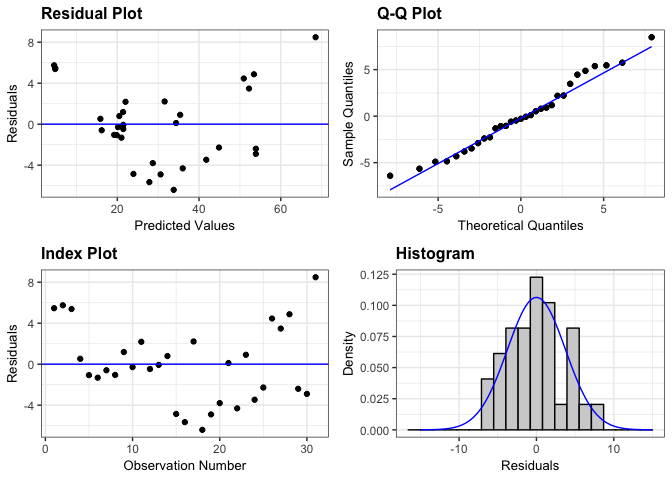 Residual Plot
8
4
0
-4
20
40
60
Residuals
Predicted Values
Q-Q Plot
5
0
-5
-5
0
5
Sample Quantiles
Theoretical Quantiles
Index Plot
8
4
0
-4
0
10
20
30
Residuals
Observation Number
Histogram
0.125
0.100
0.075
0.050
0.025
0.000
-10
0
10
Density
Residuals